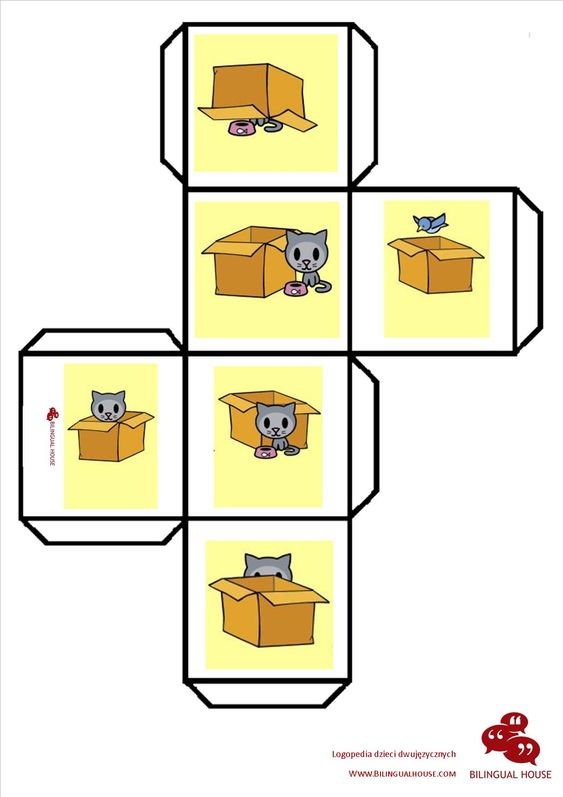 BILINGUAL HOUSE
Logopedia dzieci dwujęzycznych
WWW.BILINGUALHOUSE.COM
BILINGUAL HOUSE